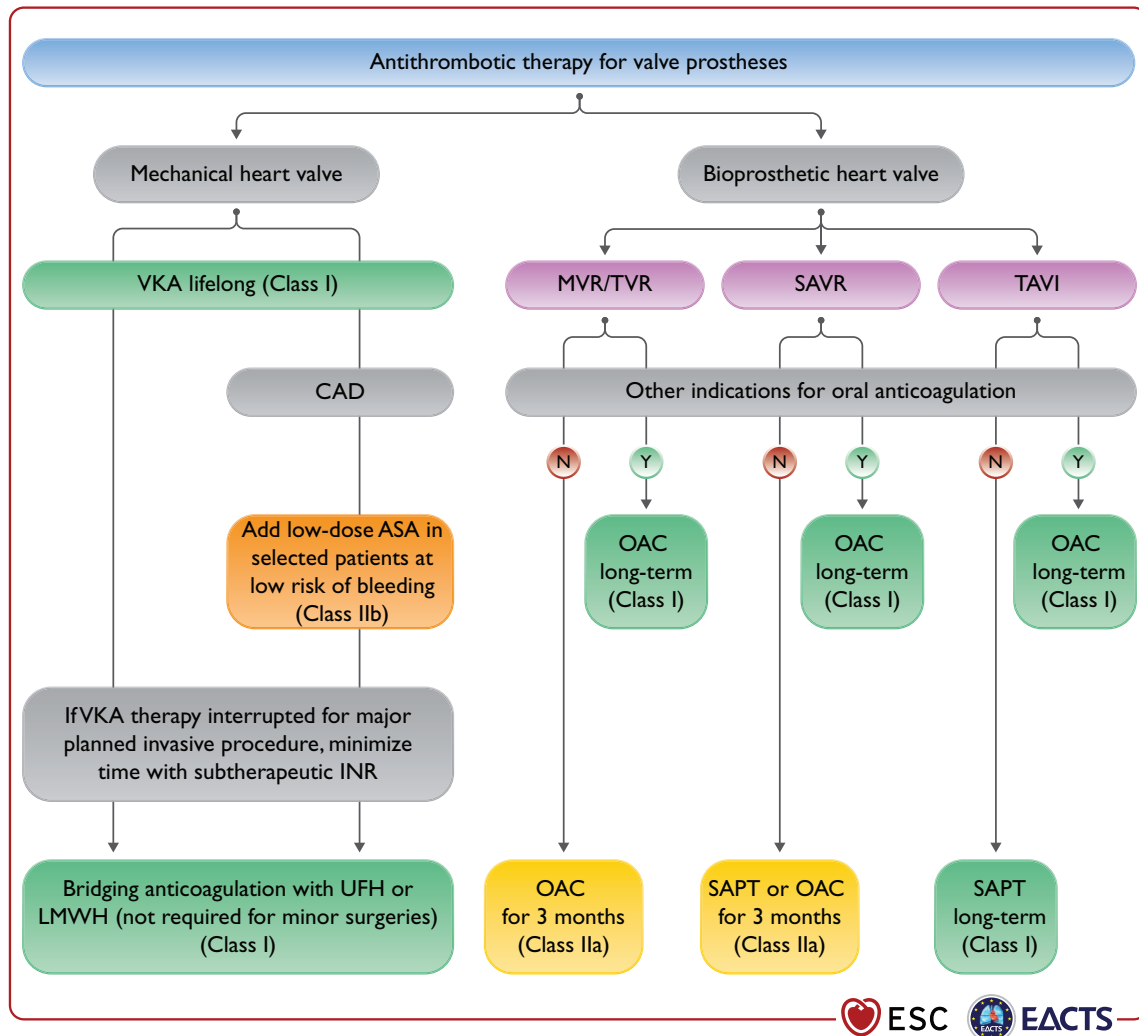 Antithrombotic therapy for valve prostheses
Mechanical heart valve
Bioprosthetic heart valve
VKA lifelong (Class I)
MVR/TVR
SAVR
TAVI
CAD
Other indications for oral anticoagulation
N
Y
N
Y
N
Y
Add low-dose ASA in
selected patients at
low risk of bleeding
(Class IIb)
OAC
long-term
(Class I)
OAC
long-term
(Class I)
OAC
long-term
(Class I)
If VKA therapy interrupted for major
planned invasive procedure, minimize
time with subtherapeutic INR
Bridging anticoagulation with UFH or
LMWH (not required for minor surgeries)
(Class I)
OAC
for 3 months
(Class IIa)
SAPT or OAC
for 3 months
(Class IIa)
SAPT
long-term
(Class I)
ESC
EACTS
EACTS